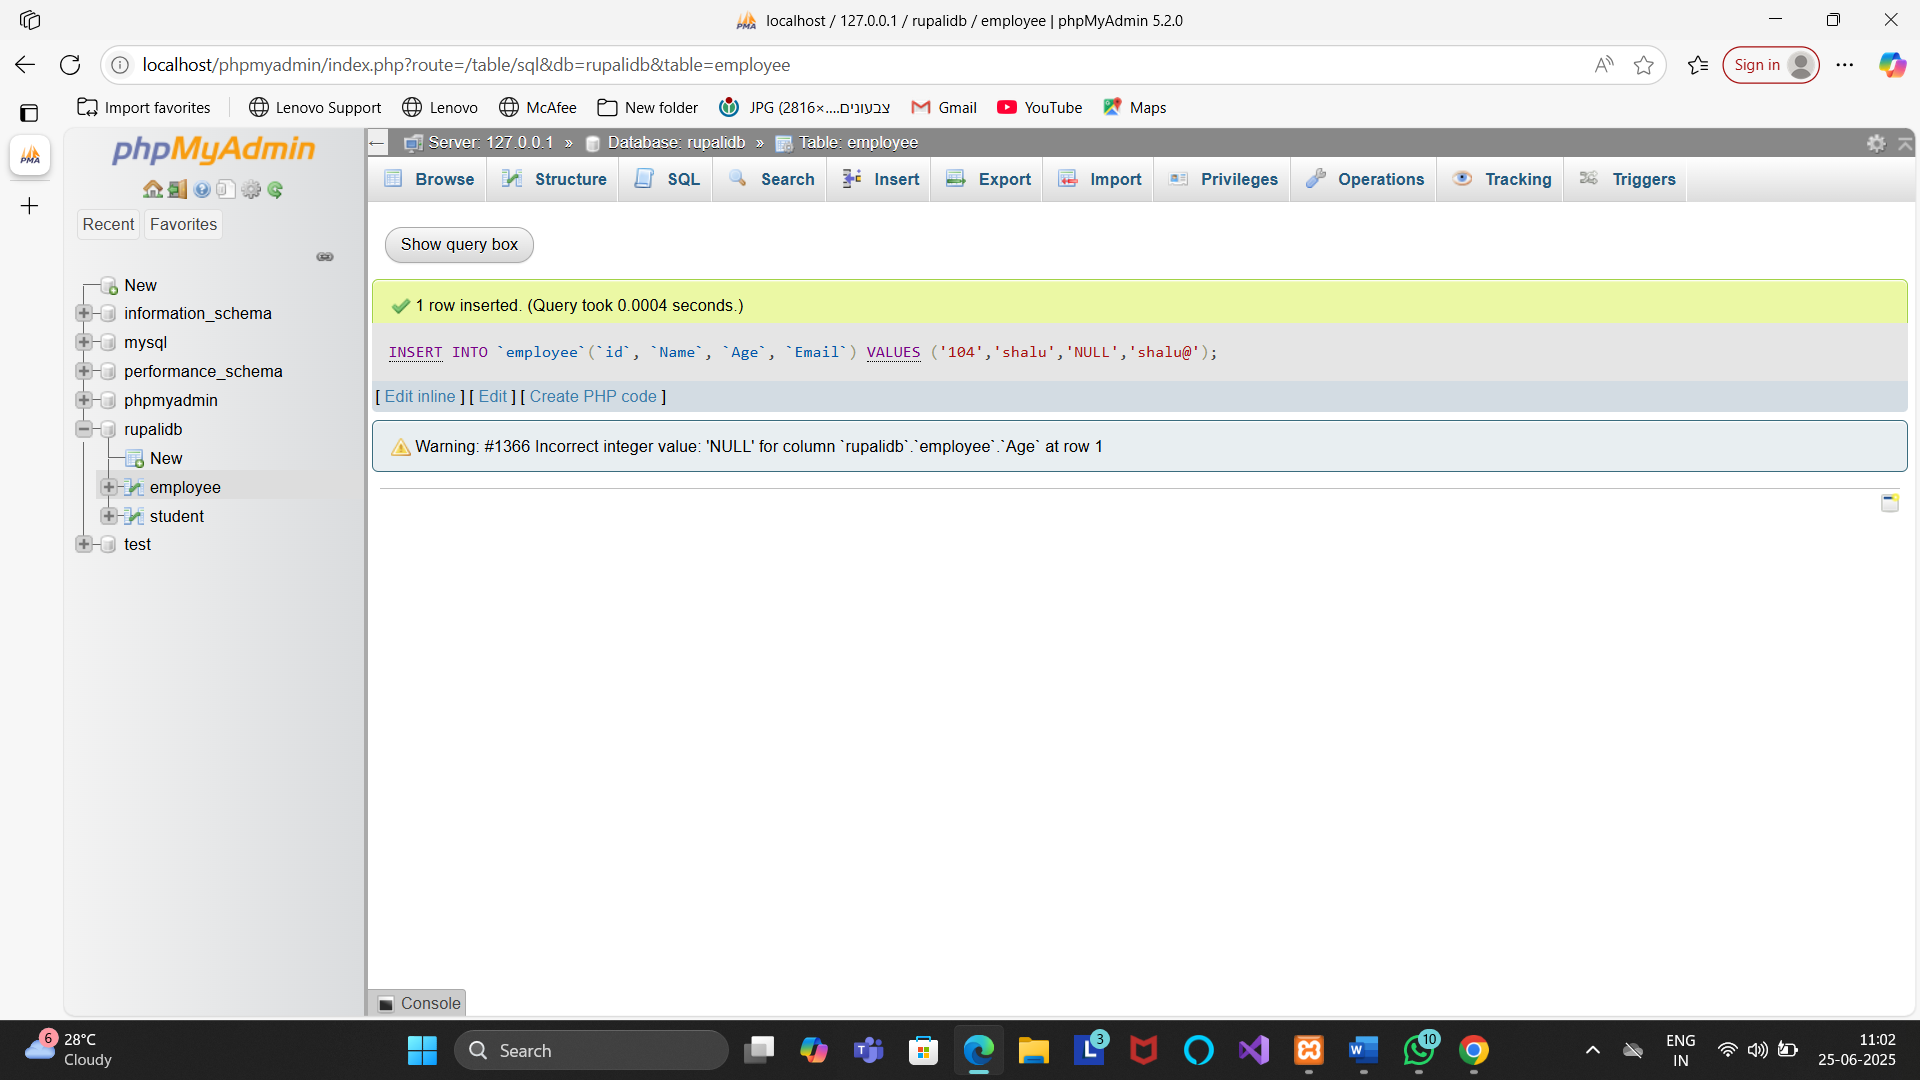 localhost / 127.0.0.1 / rupalidb / employee | phpMyAdmin 5.2.0
localhost/phpmyadmin/index.php?route=/table/sql&db=rupalidb&table=employee
Sign in
Import favorites
Lenovo Support
Lenovo
McAfee
New folder
JPG (2816×....צבעונים
Gmail
YouTube
Maps
PMA
phpMyAdmin
Recent
Favorites
New
information_schema
mysql
performance_schema
phpmyadmin
rupalidb
New
employee
student
test
Server: 127.0.0.1 » Database: rupalidb » Table: employee
Browse
Structure
SQL
Search
Insert
Export
Import
Privileges
Operations
Tracking
Triggers
Show query box
1 row inserted. (Query took 0.0004 seconds.)
INSERT INTO `employee`(`id`, `Name`, `Age`, `Email`) VALUES ('104','shalu','NULL','shalu@');
[ Edit inline ] [ Edit ] [ Create PHP code ]
Warning: #1366 Incorrect integer value: 'NULL' for column `rupalidb`.`employee`.`Age` at row 1
Console
6
28°C
Cloudy
Search
3
10
ENG
IN
11:02
25-06-2025